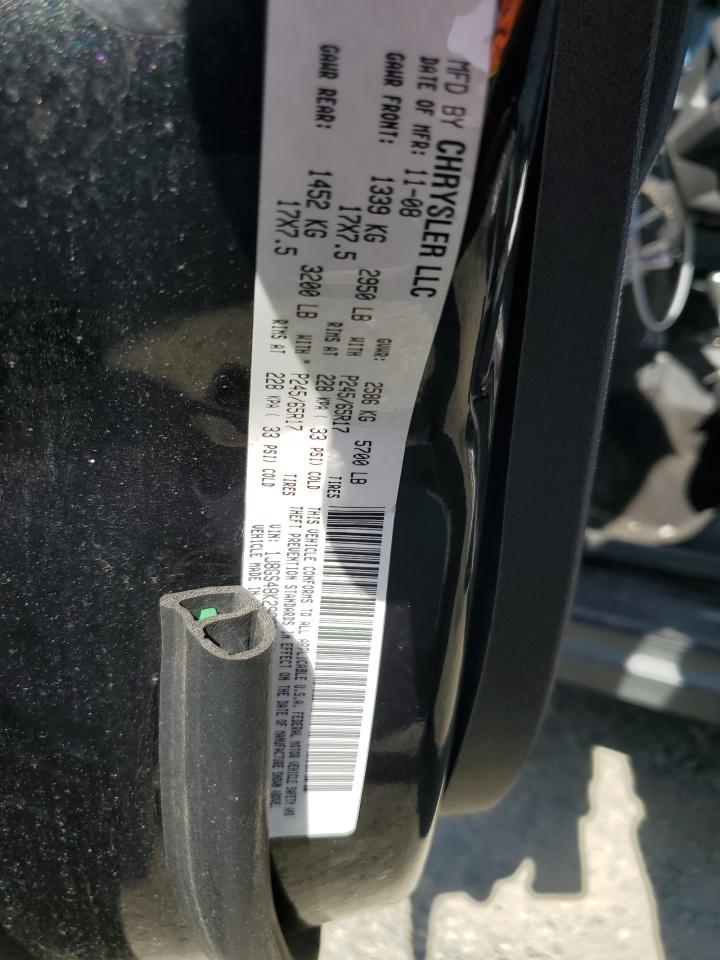 MFD BY CHRYSLER LLC
DATE OF MFR: 11-08 GVWR: 2586 KG 5700 LB
GAWR FRONT: 1339 KG 2950 LB WITH P245/65R17 TIRES
17X7.5 RIMS AT 228 KPA ( 33 PSI) COLD
GAWR REAR: 1452 KG 3200 LB WITH * P245/65R17 TIRES
17X7.5 RIMS AT 228 KPA ( 33 PSI) COLD
THIS VEHICLE CONFORMS TO ALL APPLICABLE U.S.A. FEDERAL MOTOR VEHICLE SAFETY AND
THEFT PREVENTION STANDARDS IN EFFECT ON THE DATE OF MANUFACTURE SHOWN ABOVE.
VIN: 1J8GS48K29
VEHICLE MADE IN